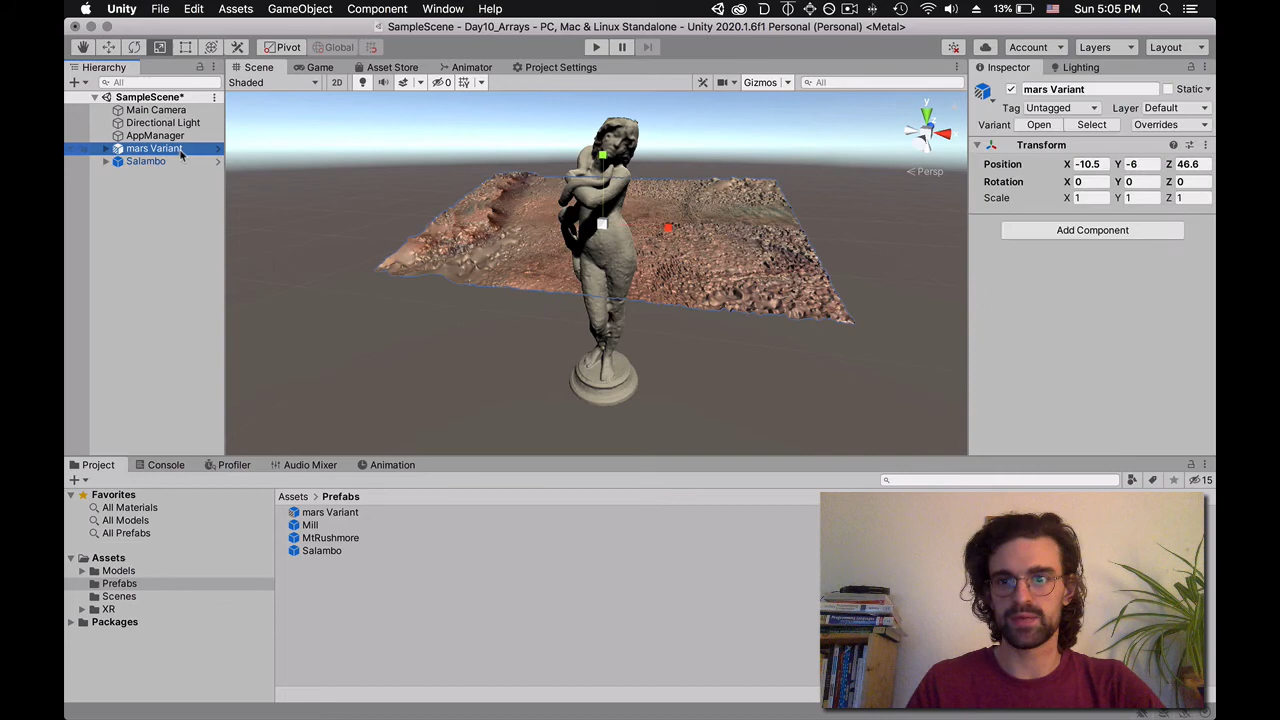 Unity File Edit Assets GameObject Component Window Help 13% Sun 5:05 PM
SampleScene - Day10_Arrays - PC, Mac & Linux Standalone - Unity 2020.1.6f1 Personal (Personal) <Metal>
Pivot Global Account Layers Layout
Hierarchy Scene Game Asset Store Animator Project Settings Inspector Lighting
All Shaded 2D 0 Gizmos All
SampleScene*
Main Camera
Directional Light
AppManager
mars Variant
Salambo
y
x
Persp
mars Variant Static
Tag Untagged Layer Default
Variant Open Select Overrides
Transform
Position X -10.5 Y -6 Z 46.6
Rotation X 0 Y 0 Z 0
Scale X 1 Y 1 Z 1
Add Component
Project Console Profiler Audio Mixer Animation
15
Favorites
All Materials
All Models
All Prefabs
Assets
Models
Prefabs
Scenes
XR
Packages
Assets > Prefabs
mars Variant
Mill
MtRushmore
Salambo